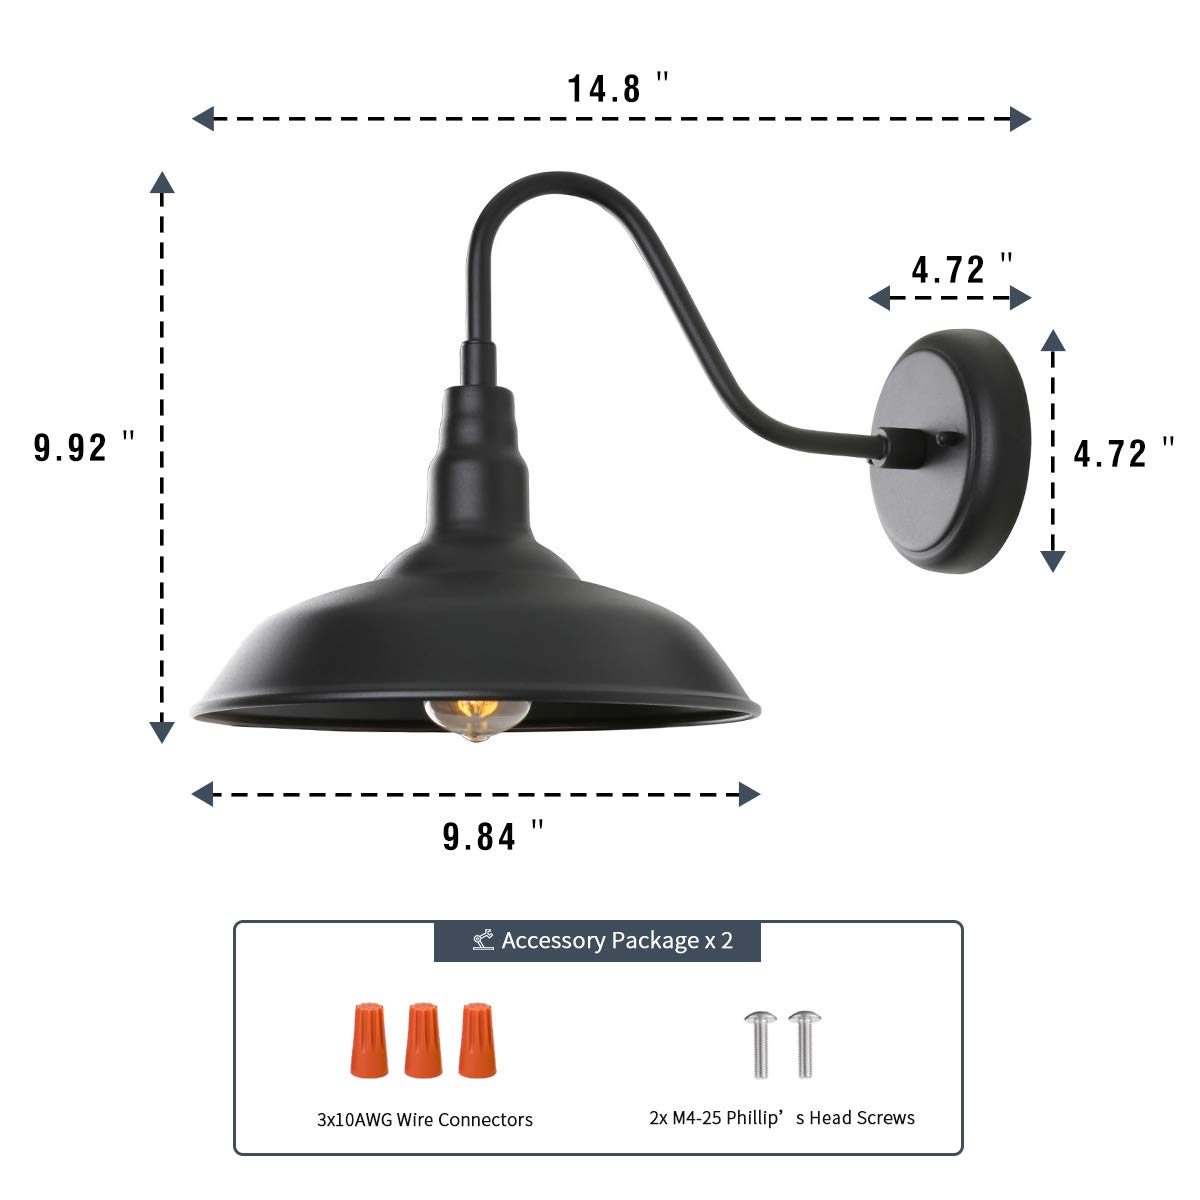 14.8 "
4.72 "
9.92 "
4.72 "
9.84 "
Accessory Package x 2
3x10AWG Wire Connectors
2x M4-25 Phillip’s Head Screws